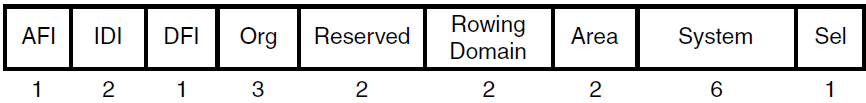 AFI IDI DFI Org Reserved Rowing Domain Area System Sel
1 2 1 3 2 2 2 6 1